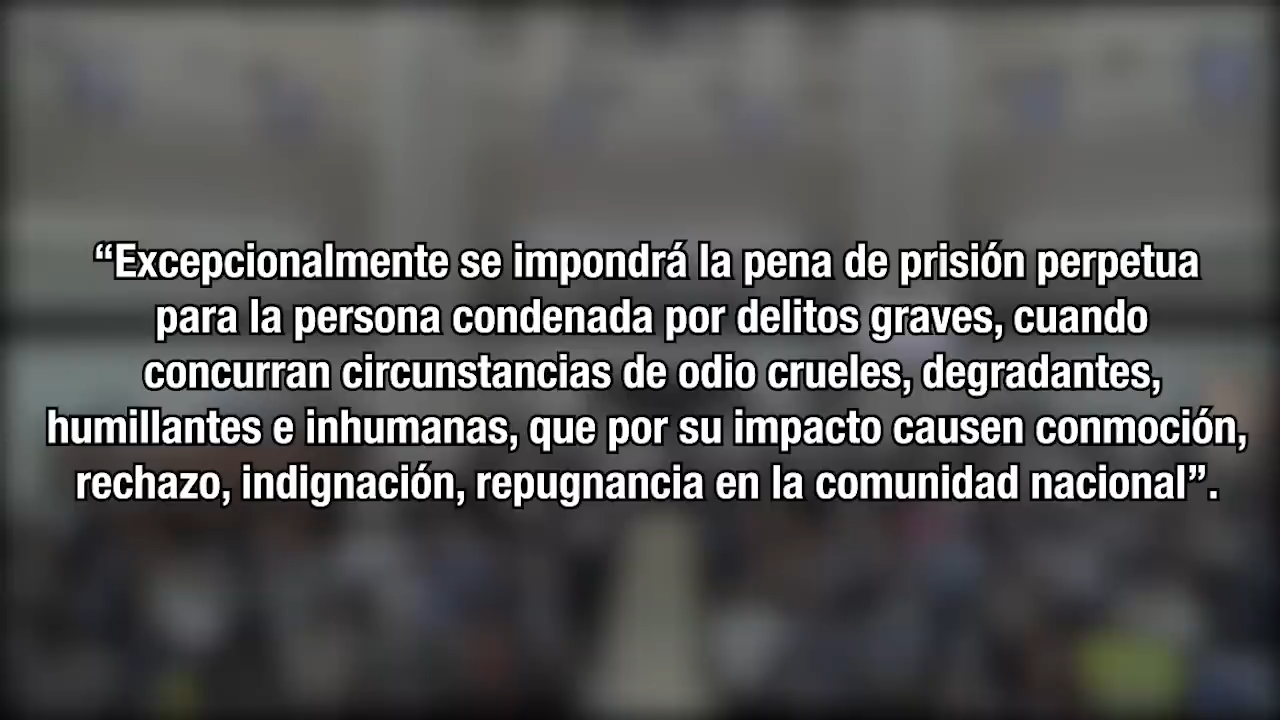 “Excepcionalmente se impondrá la pena de prisión perpetua
para la persona condenada por delitos graves, cuando
concurran circunstancias de odio crueles, degradantes,
humillantes e inhumanas, que por su impacto causen conmoción,
rechazo, indignación, repugnancia en la comunidad nacional”.